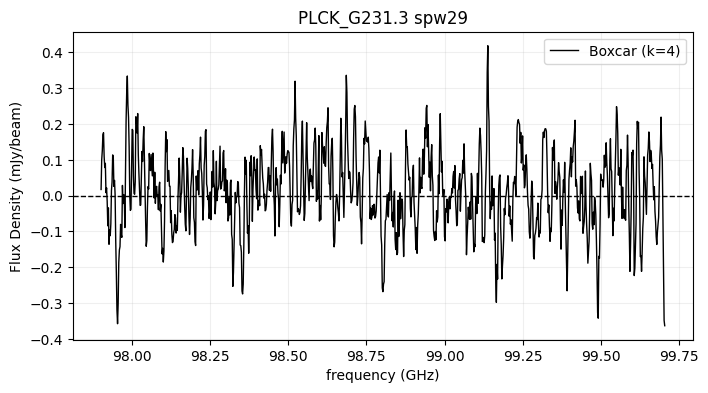 PLCK_G231.3 spw29
Boxcar (k=4)
Flux Density (mJy/beam)
0.4
0.3
0.2
0.1
0.0
−0.1
−0.2
−0.3
−0.4
98.00 98.25 98.50 98.75 99.00 99.25 99.50 99.75
frequency (GHz)